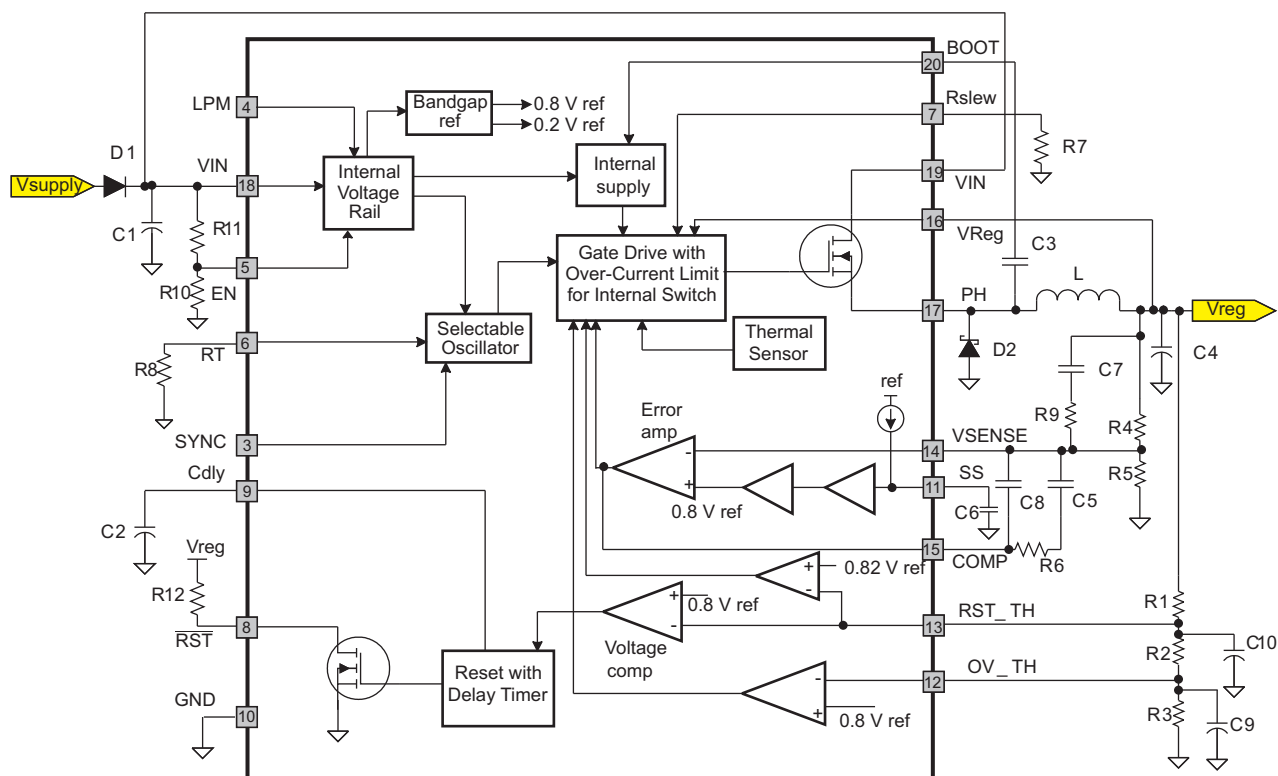 BOOT
20
LPM
4
Bandgap
ref
0.8 V ref
0.2 V ref
Rslew
7
R7
D1
VIN
Vsupply
18
Internal
Voltage
Rail
Internal
supply
19
VIN
16
VReg
C1
R11
5
R10
EN
Gate Drive with
Over-Current Limit
for Internal Switch
C3
L
PH
17
Vreg
6
RT
R8
Selectable
Oscillator
Thermal
Sensor
D2
C4
C7
ref
R9
R4
Error
amp
SYNC
3
VSENSE
14
-
+
0.8 V ref
SS
11
R5
C8
C5
C6
Cdly
9
C2
15
COMP
R6
Vreg
R12
+
-
0.82 V ref
+
-
0.8 V ref
Voltage
comp
R1
RST_TH
13
8
RST
R2
C10
Reset with
Delay Timer
OV_TH
12
-
+
0.8 V ref
GND
10
R3
C9